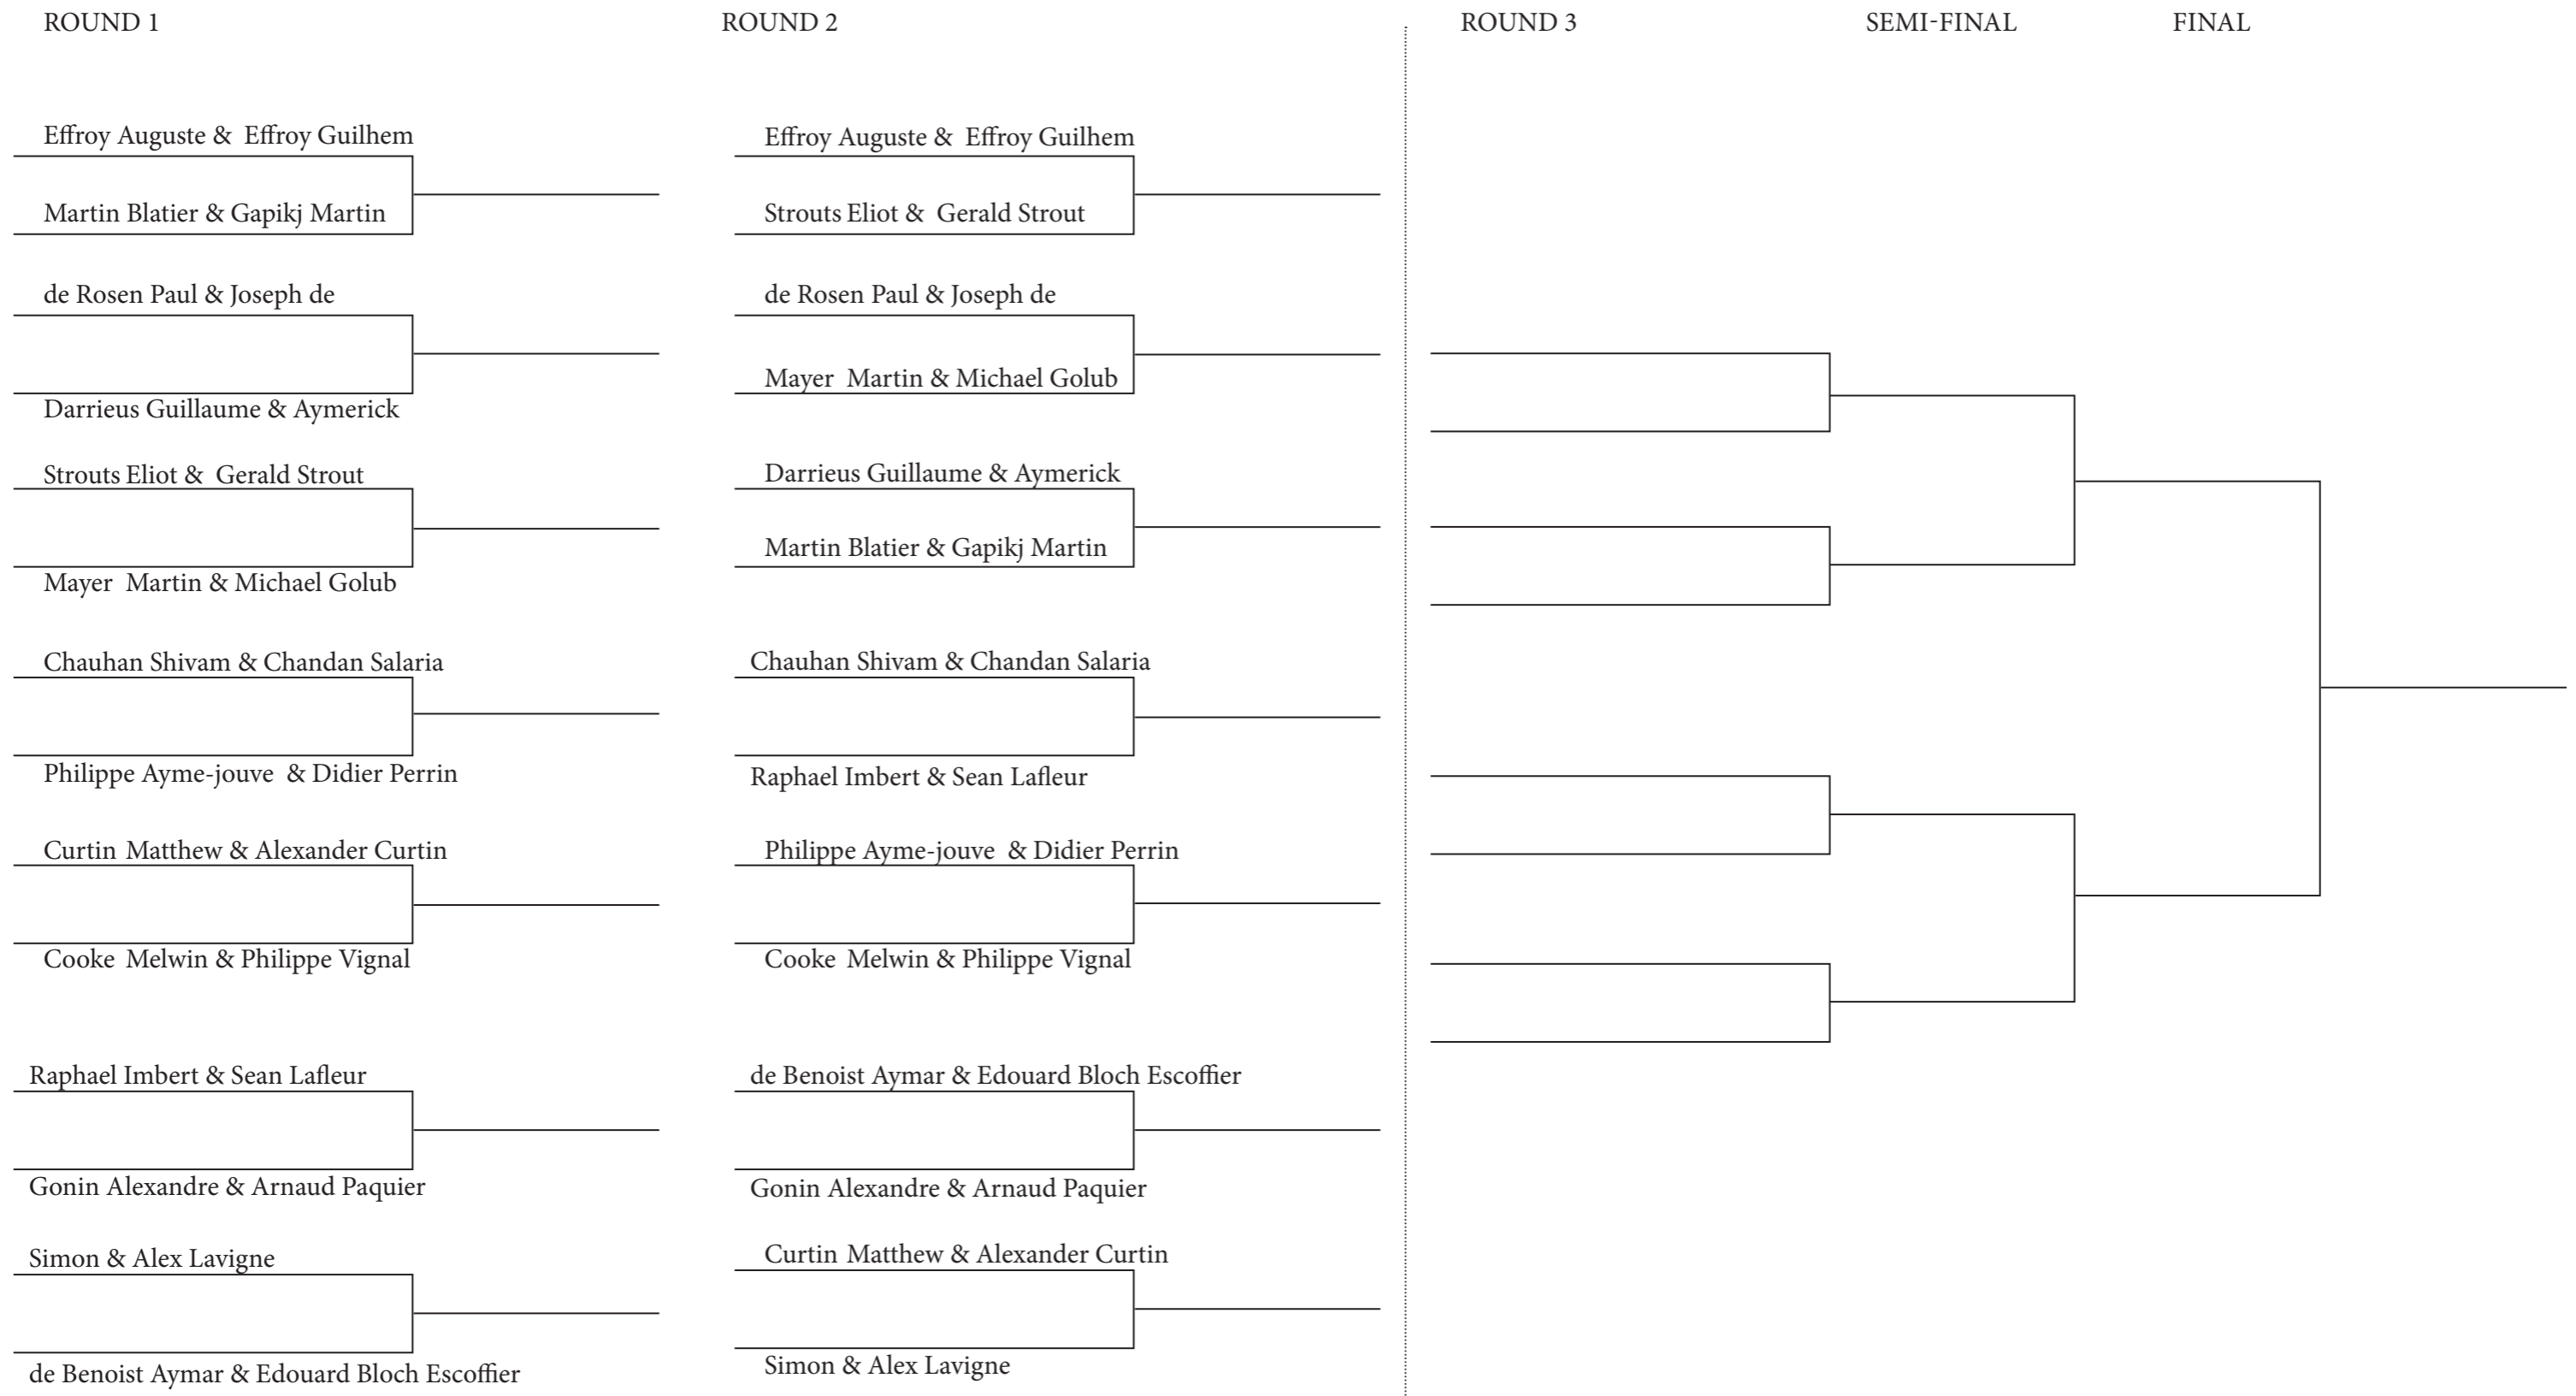 ROUND 1
ROUND 2
ROUND 3
SEMI-FINAL
FINAL
Effroy Auguste & Effroy Guilhem
Martin Blatier & Gapikj Martin
de Rosen Paul & Joseph de
Darrieus Guillaume & Aymerick
Strouts Eliot & Gerald Strout
Mayer Martin & Michael Golub
Chauhan Shivam & Chandan Salaria
Philippe Ayme-jouve & Didier Perrin
Curtin Matthew & Alexander Curtin
Cooke Melwin & Philippe Vignal
Raphael Imbert & Sean Lafleur
Gonin Alexandre & Arnaud Paquier
Simon & Alex Lavigne
de Benoist Aymar & Edouard Bloch Escoffier
Effroy Auguste & Effroy Guilhem
Strouts Eliot & Gerald Strout
de Rosen Paul & Joseph de
Mayer Martin & Michael Golub
Darrieus Guillaume & Aymerick
Martin Blatier & Gapikj Martin
Chauhan Shivam & Chandan Salaria
Raphael Imbert & Sean Lafleur
Philippe Ayme-jouve & Didier Perrin
Cooke Melwin & Philippe Vignal
de Benoist Aymar & Edouard Bloch Escoffier
Gonin Alexandre & Arnaud Paquier
Curtin Matthew & Alexander Curtin
Simon & Alex Lavigne